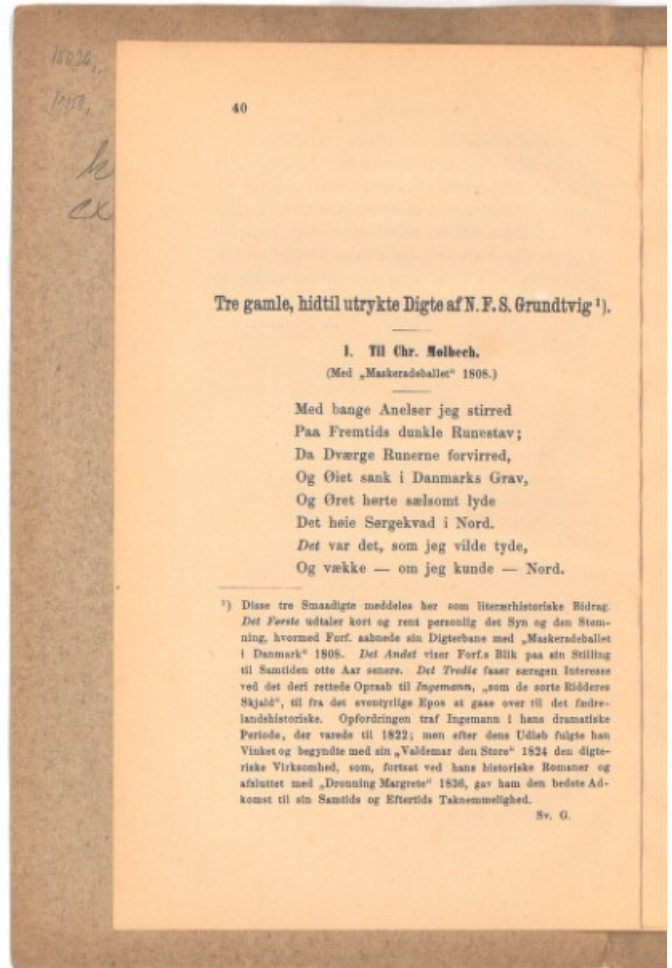 40
Tre gamle, hidtil utrykte Digte af N. F. S. Grundtvig ¹).
1. Til Chr. Molbech.
(Med „Maskeradeballet“ 1808.)
Med bange Anelser jeg stirred
Paa Fremtids dunkle Runestav;
Da Dværge Runerne forvirred,
Og Øiet sank i Danmarks Grav,
Og Øret hørte sælsomt lyde
Det høie Sørgekvad i Nord.
Det var det, som jeg vilde tyde,
Og vække — om jeg kunde — Nord.
¹) Disse tre Smaadigte meddeles her som literærhistoriske Bidrag.
Det Første udtaler kort og rent personlig det Syn og den Stem-
ning, hvormed Forf. aabnede sin Digterbane med „Maskeradeballet
i Danmark“ 1808. Det Andet viser Forf.s Blik paa sin Stilling
til Samtiden otte Aar senere. Det Tredie faaer særegen Interesse
ved det deri rettede Opraab til Ingemann, „som de sorte Ridderes
Skjald“, til fra det eventyrlige Epos at gaae over til det fædre-
landshistoriske. Opfordringen traf Ingemann i hans dramatiske
Periode, der varede til 1822; men efter dens Udløb fulgte han
Vinket og begyndte med sin „Valdemar den Store“ 1824 den digte-
riske Virksomhed, som, fortsat ved hans historiske Romaner og
afsluttet med „Dronning Margrete“ 1836, gav ham den bedste Ad-
komst til sin Samtids og Eftertids Taknemmelighed.
Sv. G.